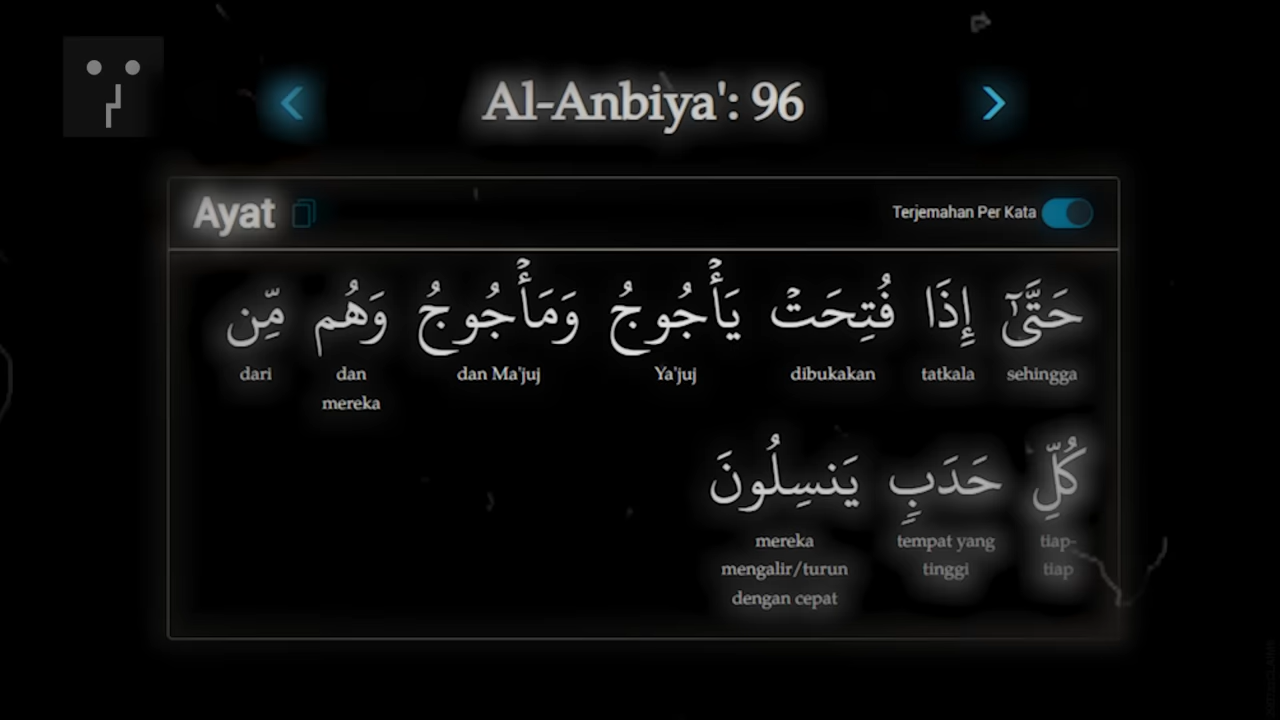 Al-Anbiya': 96
Ayat
Terjemahan Per Kata
حَتَّىٰٓ إِذَا فُتِحَتْ يَأْجُوجُ وَمَأْجُوجُ وَهُم مِّن
sehingga tatkala dibukakan Ya'juj dan Ma'juj dan dari
mereka
كُلِّ حَدَبٍ يَنسِلُونَ
tiap- tempat yang mereka
tiap tinggi mengalir/turun
dengan cepat